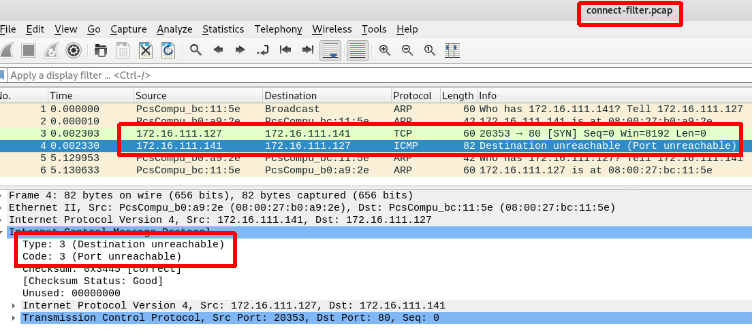 connect-filter.pcap
File Edit View Go Capture Analyze Statistics Telephony Wireless Tools Help
Apply a display filter ... <Ctrl-/>
No. Time Source Destination Protocol Length Info
1 0.000000 PcsCompu_bc:11:5e Broadcast ARP 60 Who has 172.16.111.141? Tell 172.16.111.127
2 0.000010 PcsCompu_b0:a9:2e PcsCompu_bc:11:5e ARP 42 172.16.111.141 is at 08:00:27:b0:a9:2e
3 0.002303 172.16.111.127 172.16.111.141 TCP 60 20353 → 80 [SYN] Seq=0 Win=8192 Len=0
4 0.002330 172.16.111.141 172.16.111.127 ICMP 82 Destination unreachable (Port unreachable)
5 5.129953 PcsCompu_b0:a9:2e PcsCompu_bc:11:5e ARP 42 Who has 172.16.111.127? Tell 172.16.111.141
6 5.130633 PcsCompu_bc:11:5e PcsCompu_b0:a9:2e ARP 60 172.16.111.127 is at 08:00:27:bc:11:5e
Frame 4: 82 bytes on wire (656 bits), 82 bytes captured (656 bits)
Ethernet II, Src: PcsCompu_b0:a9:2e (08:00:27:b0:a9:2e), Dst: PcsCompu_bc:11:5e (08:00:27:bc:11:5e)
Internet Protocol Version 4, Src: 172.16.111.141, Dst: 172.16.111.127
Internet Control Message Protocol
Type: 3 (Destination unreachable)
Code: 3 (Port unreachable)
Checksum: 0x3445 [correct]
[Checksum Status: Good]
Unused: 00000000
Internet Protocol Version 4, Src: 172.16.111.127, Dst: 172.16.111.141
Transmission Control Protocol, Src Port: 20353, Dst Port: 80, Seq: 0